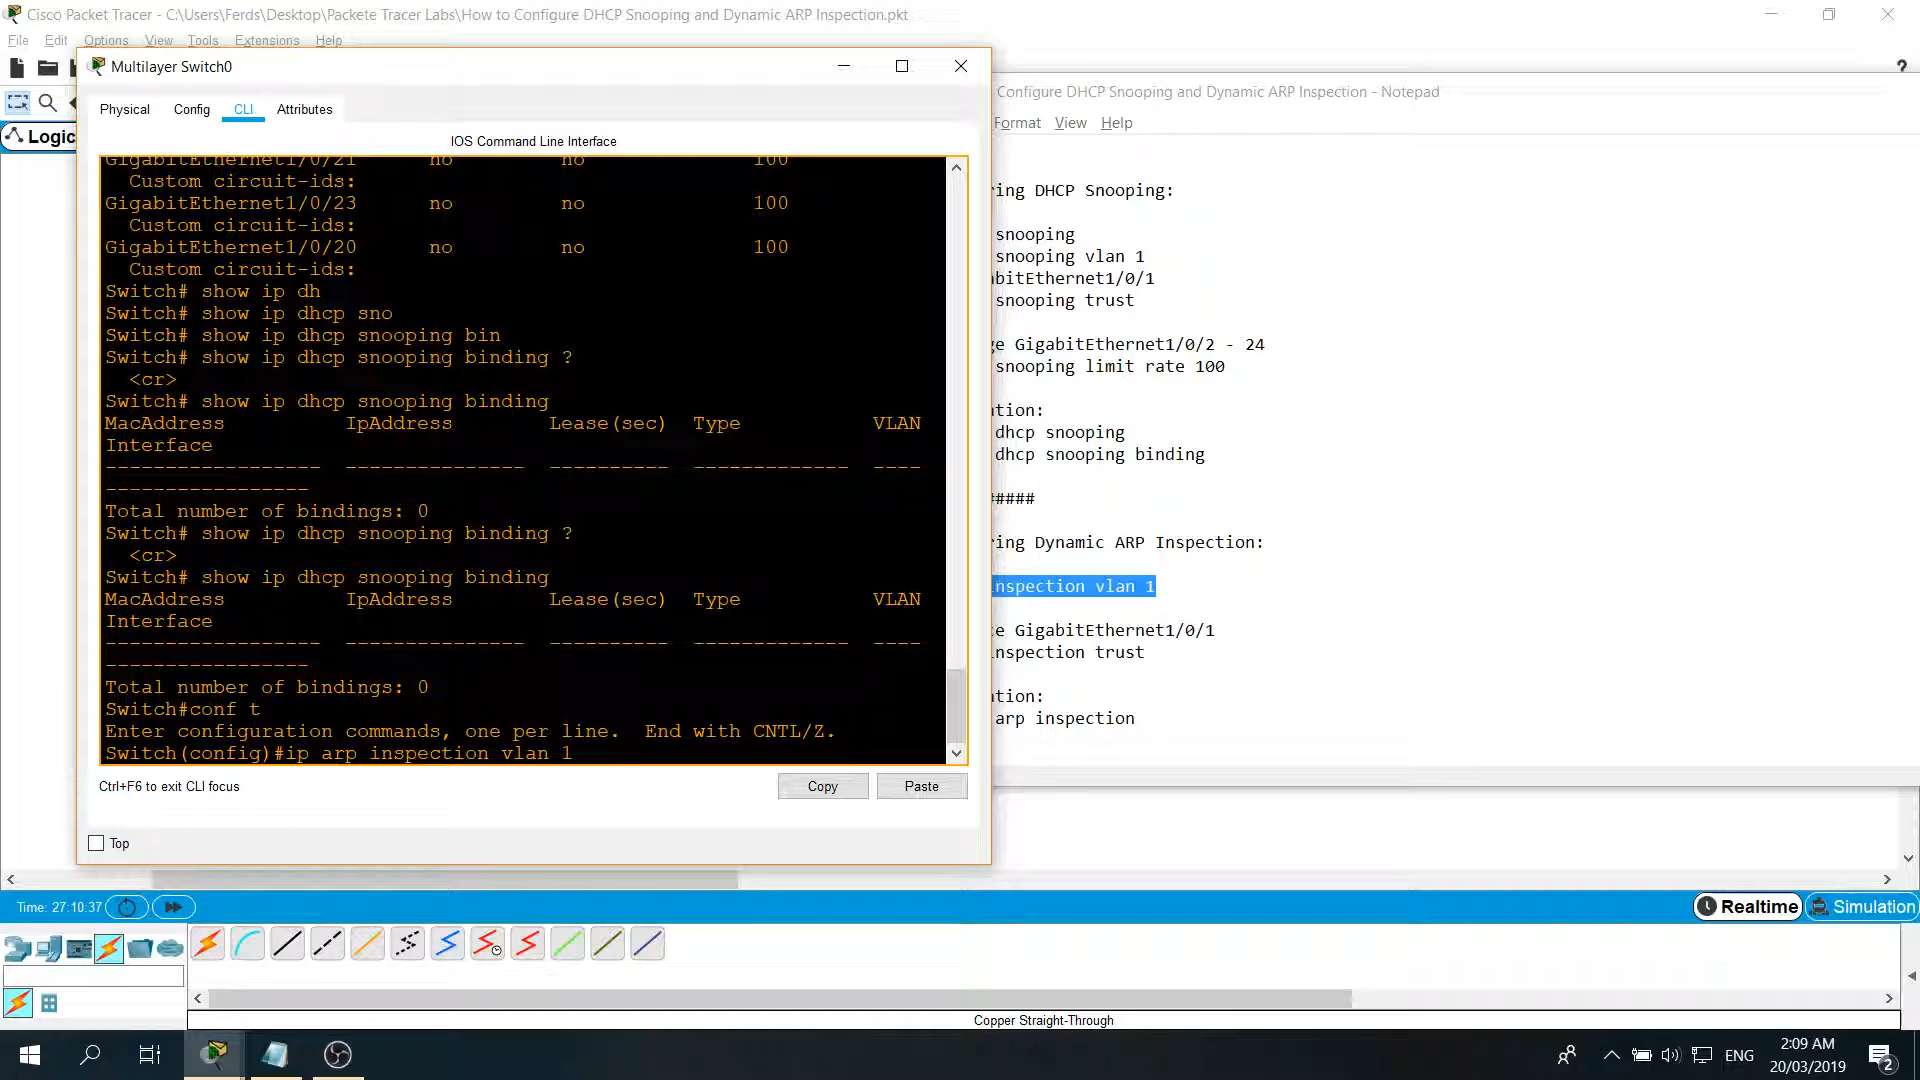 Cisco Packet Tracer - C:\Users\Ferds\Desktop\Packete Tracer Labs\How to Configure DHCP Snooping and Dynamic ARP Inspection.pkt
File Edit Options View Tools Extensions Help
Multilayer Switch0
Physical Config CLI Attributes
IOS Command Line Interface
GigabitEthernet1/0/21 no no 100
Custom circuit-ids:
GigabitEthernet1/0/23 no no 100
Custom circuit-ids:
GigabitEthernet1/0/20 no no 100
Custom circuit-ids:
Switch# show ip dh
Switch# show ip dhcp sno
Switch# show ip dhcp snooping bin
Switch# show ip dhcp snooping binding ?
<cr>
Switch# show ip dhcp snooping binding
MacAddress IpAddress Lease(sec) Type VLAN
Interface
------------------ --------------- ---------- ------------- ----
-----------------
Total number of bindings: 0
Switch# show ip dhcp snooping binding ?
<cr>
Switch# show ip dhcp snooping binding
MacAddress IpAddress Lease(sec) Type VLAN
Interface
------------------ --------------- ---------- ------------- ----
-----------------
Total number of bindings: 0
Switch#conf t
Enter configuration commands, one per line. End with CNTL/Z.
Switch(config)#ip arp inspection vlan 1
Ctrl+F6 to exit CLI focus
Copy Paste
Top
Logic
Configure DHCP Snooping and Dynamic ARP Inspection - Notepad
Format View Help
ring DHCP Snooping:
snooping
snooping vlan 1
bitEthernet1/0/1
snooping trust
e GigabitEthernet1/0/2 - 24
snooping limit rate 100
tion:
dhcp snooping
dhcp snooping binding
####
ring Dynamic ARP Inspection:
nspection vlan 1
e GigabitEthernet1/0/1
nspection trust
tion:
arp inspection
Time: 27:10:37
Realtime Simulation
Copper Straight-Through
ENG
2:09 AM
20/03/2019
2